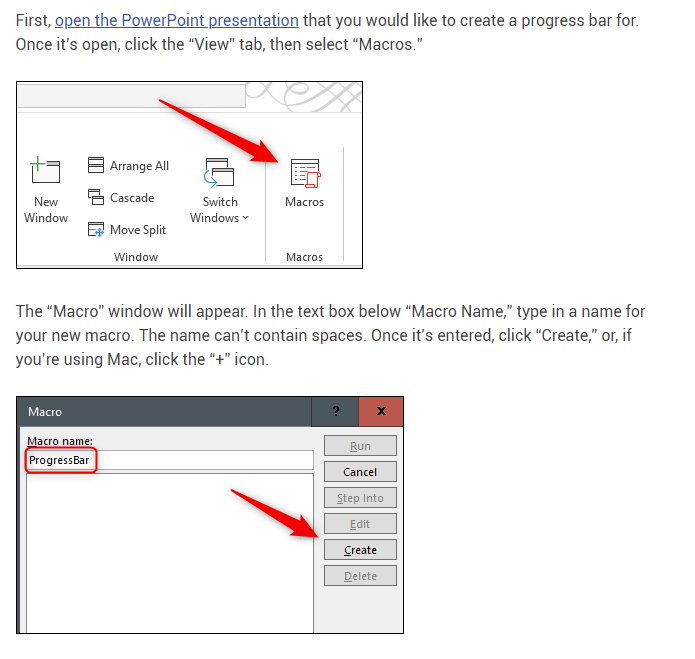 First, open the PowerPoint presentation that you would like to create a progress bar for.
Once it’s open, click the “View” tab, then select “Macros.”
New
Window
Arrange All
Cascade
Move Split
Switch
Windows
Macros
Window
Macros
The “Macro” window will appear. In the text box below “Macro Name,” type in a name for
your new macro. The name can’t contain spaces. Once it’s entered, click “Create,” or, if
you’re using Mac, click the “+” icon.
Macro
?
x
Macro name:
ProgressBar
Run
Cancel
Step Into
Edit
Create
Delete